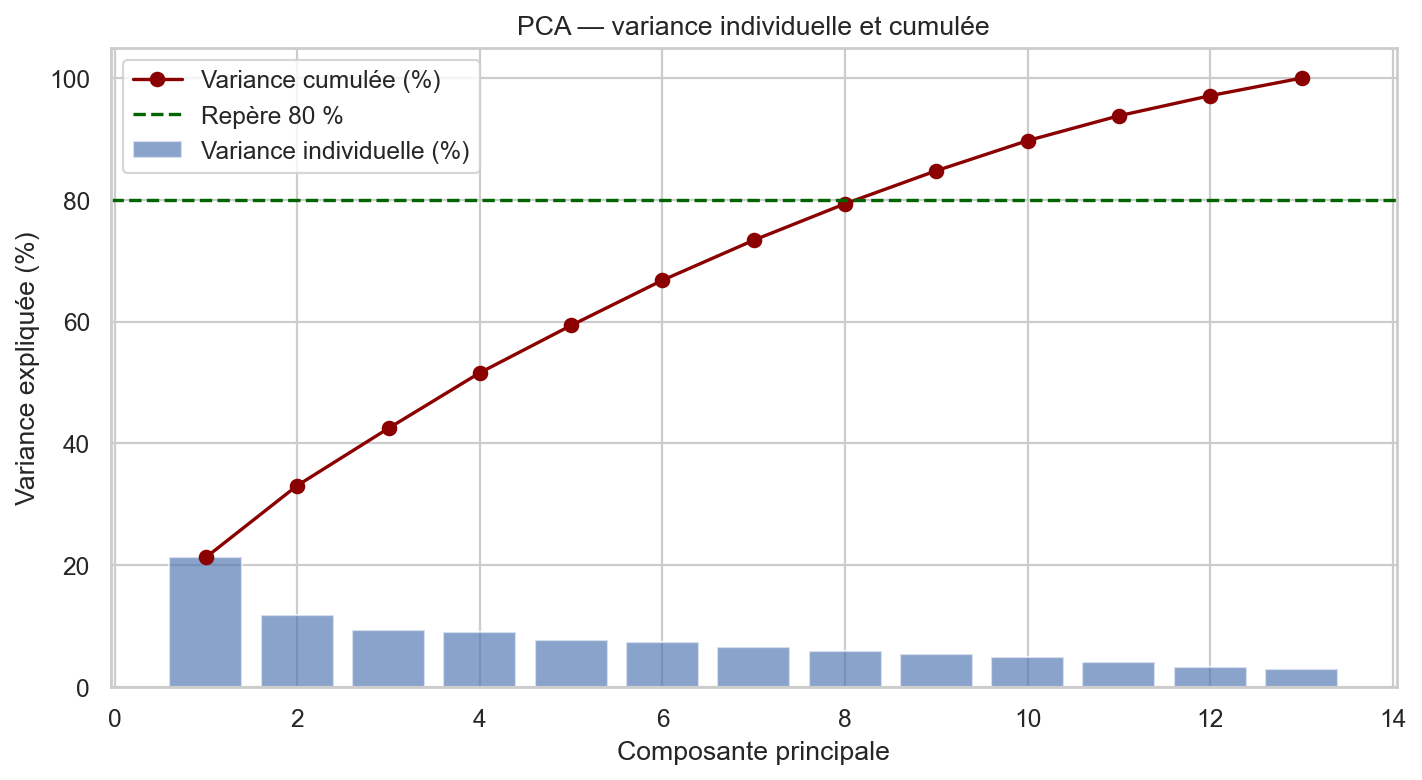 PCA — variance individuelle et cumulée
Variance cumulée (%)
Repère 80 %
Variance individuelle (%)
Variance expliquée (%)
100
80
60
40
20
0
0 2 4 6 8 10 12 14
Composante principale